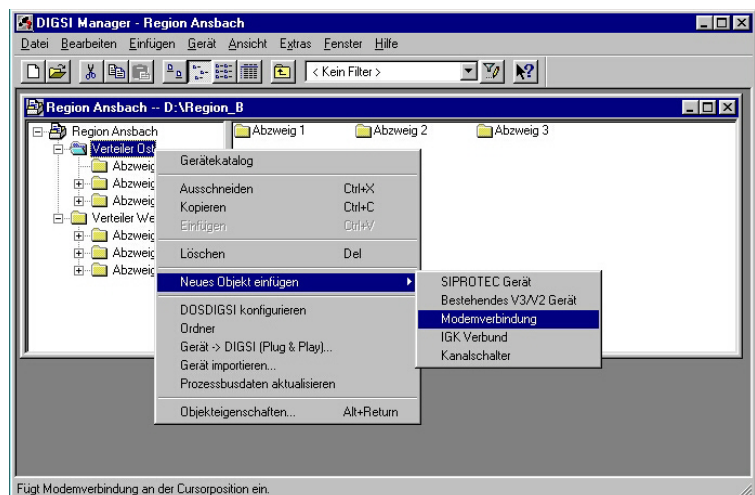 DIGSI Manager - Region Ansbach
Datei Bearbeiten Einfügen Gerät Ansicht Extras Fenster Hilfe
< Kein Filter >
Region Ansbach -- D:\Region_B
Region Ansbach
Verteiler Ost
Abzweig
Abzweig
Abzweig
Verteiler We
Abzweig
Abzweig
Abzweig
Abzweig 1 Abzweig 2 Abzweig 3
Gerätekatalog
Ausschneiden Ctrl+X
Kopieren Ctrl+C
Einfügen Ctrl+V
Löschen Del
Neues Objekt einfügen
DOSDIGSI konfigurieren
Ordner
Gerät -> DIGSI (Plug & Play)...
Gerät importieren...
Prozessbusdaten aktualisieren
Objekteigenschaften... Alt+Return
SIPROTEC Gerät
Bestehendes V3/V2 Gerät
Modemverbindung
IGK Verbund
Kanalschalter
Fügt Modemverbindung an der Cursorposition ein.